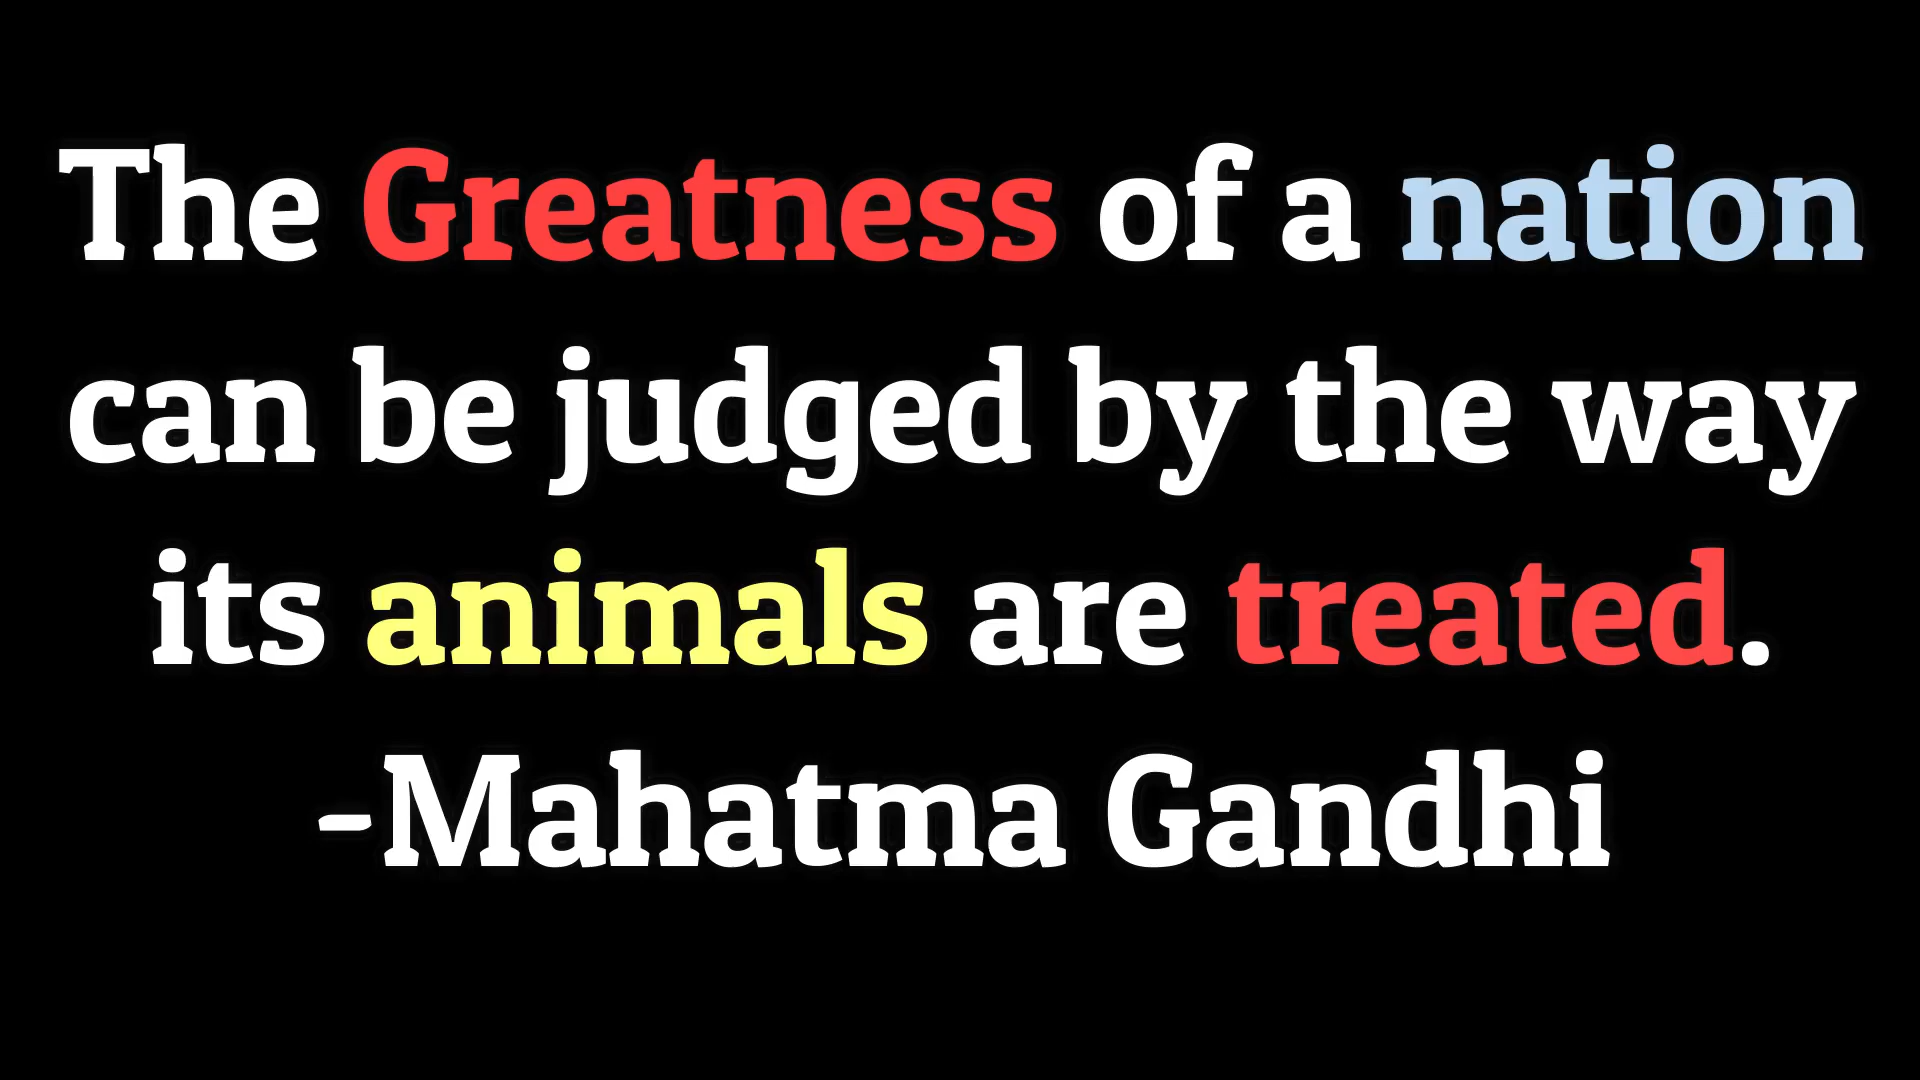 The Greatness of a nation
can be judged by the way
its animals are treated.
-Mahatma Gandhi